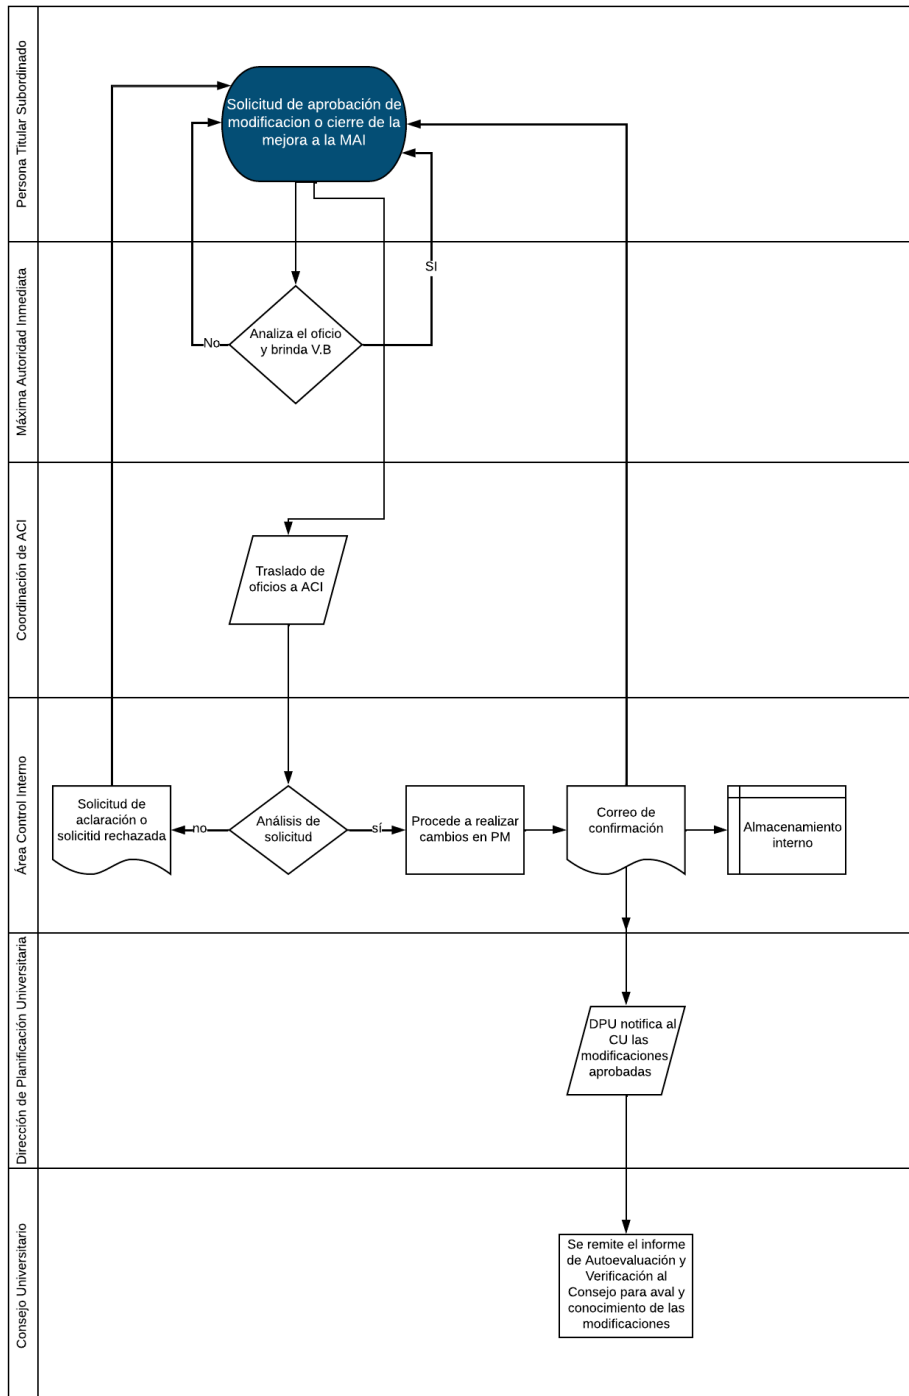 Persona Titular Subordinado
Solicitud de aprobación de
modificacion o cierre de la
mejora a la MAI
Máxima Autoridad Inmediata
SI
Analiza el oficio
y brinda V.B
No
Coordinación de ACI
Traslado de
oficios a ACI
Área Control Interno
Solicitud de
aclaración o
solicitid rechazada
no
Análisis de
solicitud
sí
Procede a realizar
cambios en PM
Correo de
confirmación
Almacenamiento
interno
Dirección de Planificación Universitaria
DPU notifica al
CU las
modificaciones
aprobadas
Consejo Universitario
Se remite el informe
de Autoevaluación y
Verificación al
Consejo para aval y
conocimiento de las
modificaciones